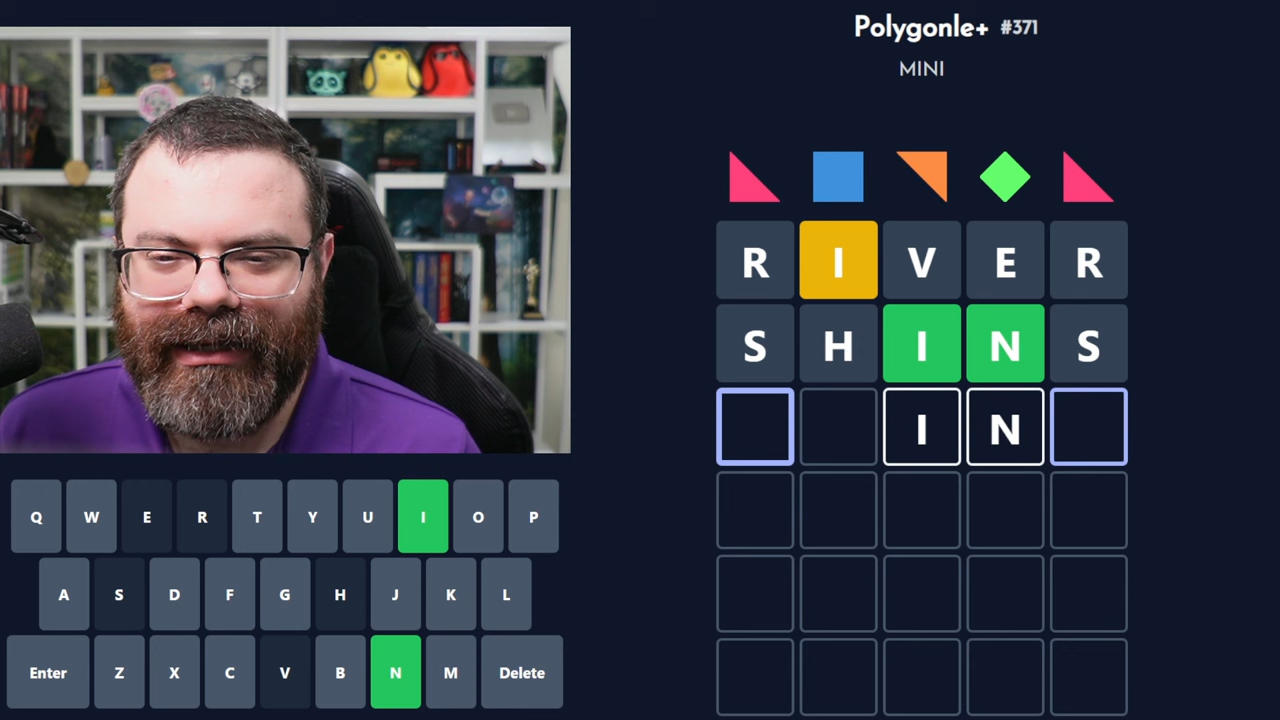 Polygonle+ #371
MINI
R I V E R
S H I N S
I N
Q W E R T Y U I O P
A S D F G H J K L
Enter Z X C V B N M Delete